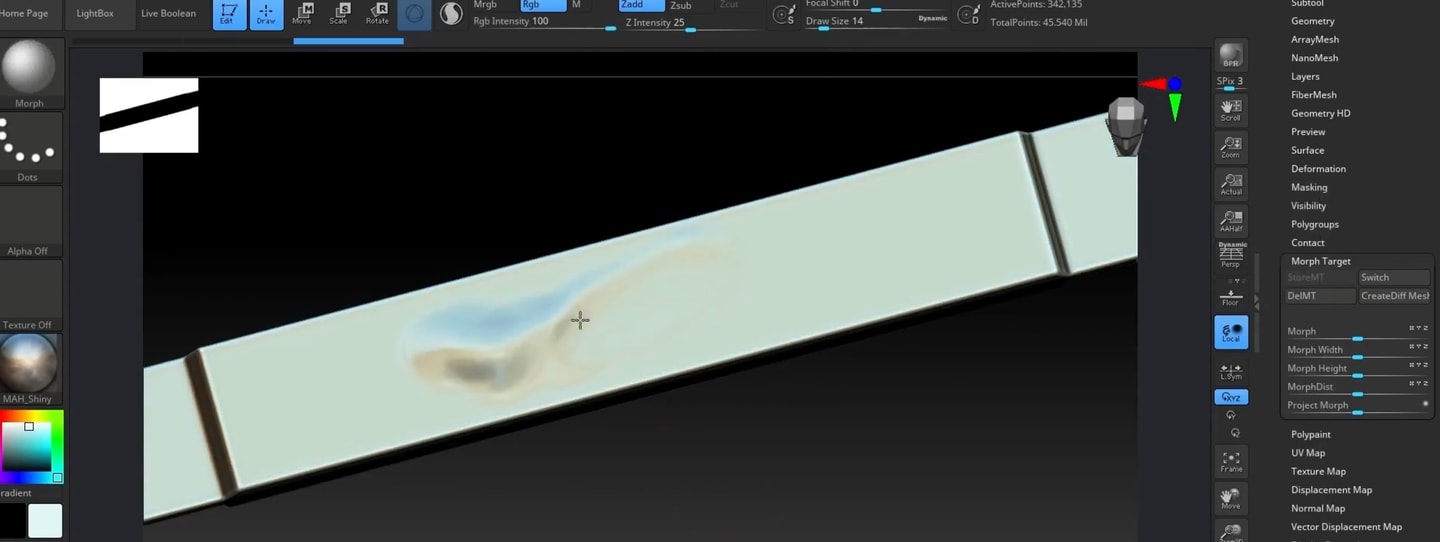 Home Page
LightBox
Live Boolean
Edit
Draw
Move
Scale
Rotate
Mrgb Rgb M
Rgb Intensity 100
Zadd Zsub Zcut
Z Intensity 25
S
Focal Shift 0
Draw Size 14 Dynamic
D
ActivePoints: 342,135
TotalPoints: 45.540 Mil
Morph
Dots
Alpha Off
Texture Off
MAH_Shiny
radient
BPR
SPix 3
Scroll
Zoom
Actual
AAHalf
Dynamic
Persp
Floor
Local
L.Sym
XYZ
Frame
Move
Subtool
Geometry
ArrayMesh
NanoMesh
Layers
FiberMesh
Geometry HD
Preview
Surface
Deformation
Masking
Visibility
Polygroups
Contact
Morph Target
StoreMT Switch
DelMT CreateDiff Mesh
Morph
Morph Width
Morph Height
MorphDist
Project Morph
Polypaint
UV Map
Texture Map
Displacement Map
Normal Map
Vector Displacement Map